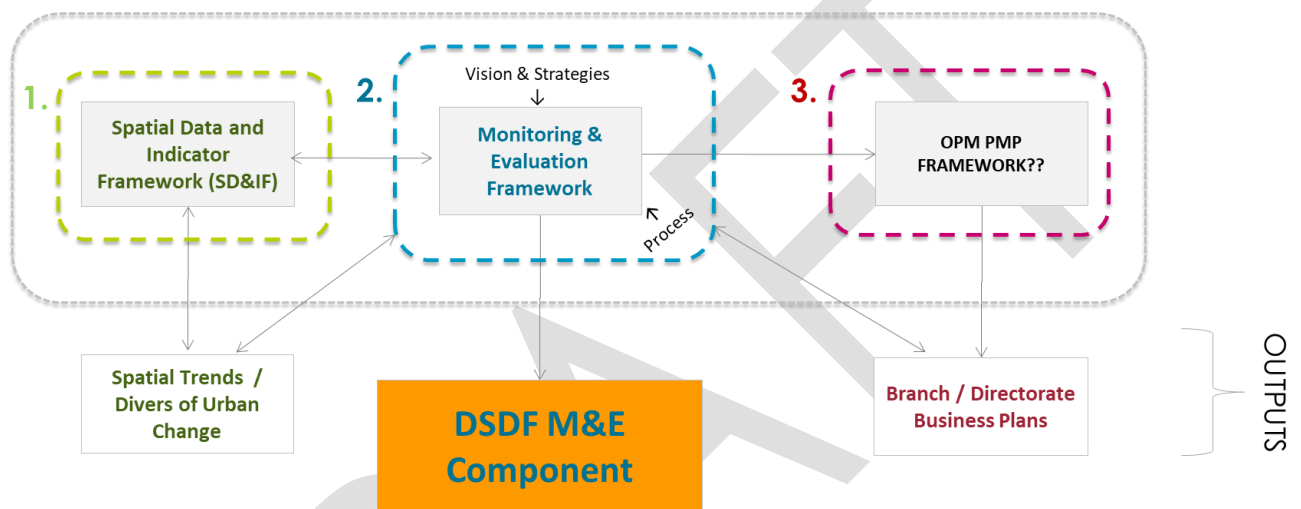 1.
Spatial Data and
Indicator
Framework (SD&IF)
2.
Vision & Strategies
Monitoring &
Evaluation
Framework
Process
3.
OPM PMP
FRAMEWORK??
Spatial Trends /
Divers of Urban
Change
DSDF M&E
Component
Branch / Directorate
Business Plans
OUTPUTS